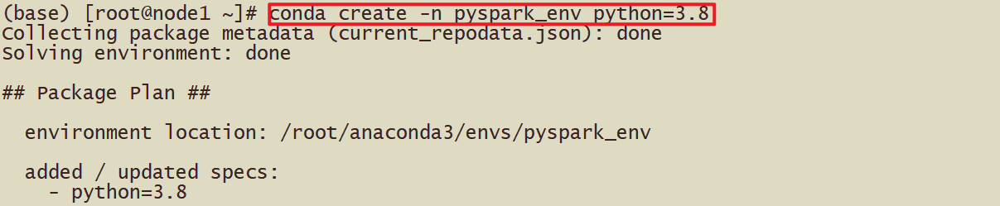 (base) [root@node1 ~]# conda create -n pyspark_env python=3.8
Collecting package metadata (current_repodata.json): done
Solving environment: done
## Package Plan ##
environment location: /root/anaconda3/envs/pyspark_env
added / updated specs:
- python=3.8